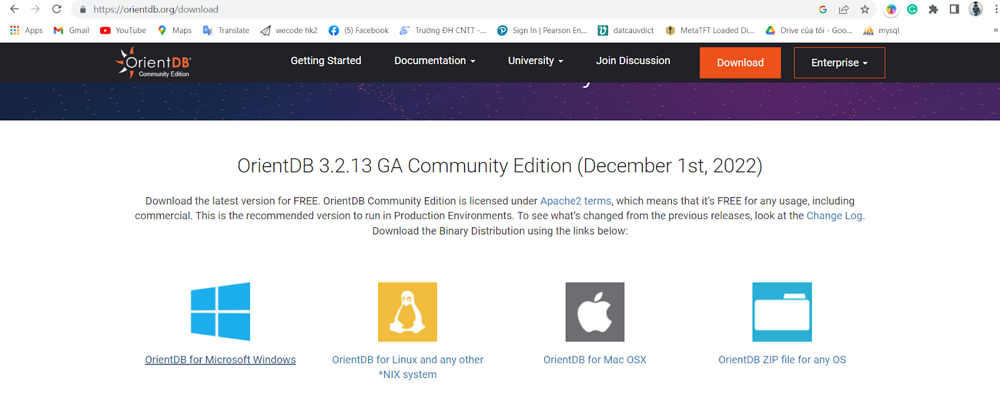 https://orientdb.org/download
Apps Gmail YouTube Maps Translate wecode hk2 (5) Facebook Trường ĐH CNTT -... Sign In | Pearson En... datcauvdict MetaTFT Loaded Di... Drive của tôi - Goo... mysql »
OrientDB
Community Edition
Getting Started Documentation University Join Discussion Download Enterprise
OrientDB 3.2.13 GA Community Edition (December 1st, 2022)
Download the latest version for FREE. OrientDB Community Edition is licensed under Apache2 terms, which means that it’s FREE for any usage, including
commercial. This is the recommended version to run in Production Environments. To see what’s changed from the previous releases, look at the Change Log.
Download the Binary Distribution using the links below:
OrientDB for Microsoft Windows OrientDB for Linux and any other OrientDB for Mac OSX OrientDB ZIP file for any OS
*NIX system